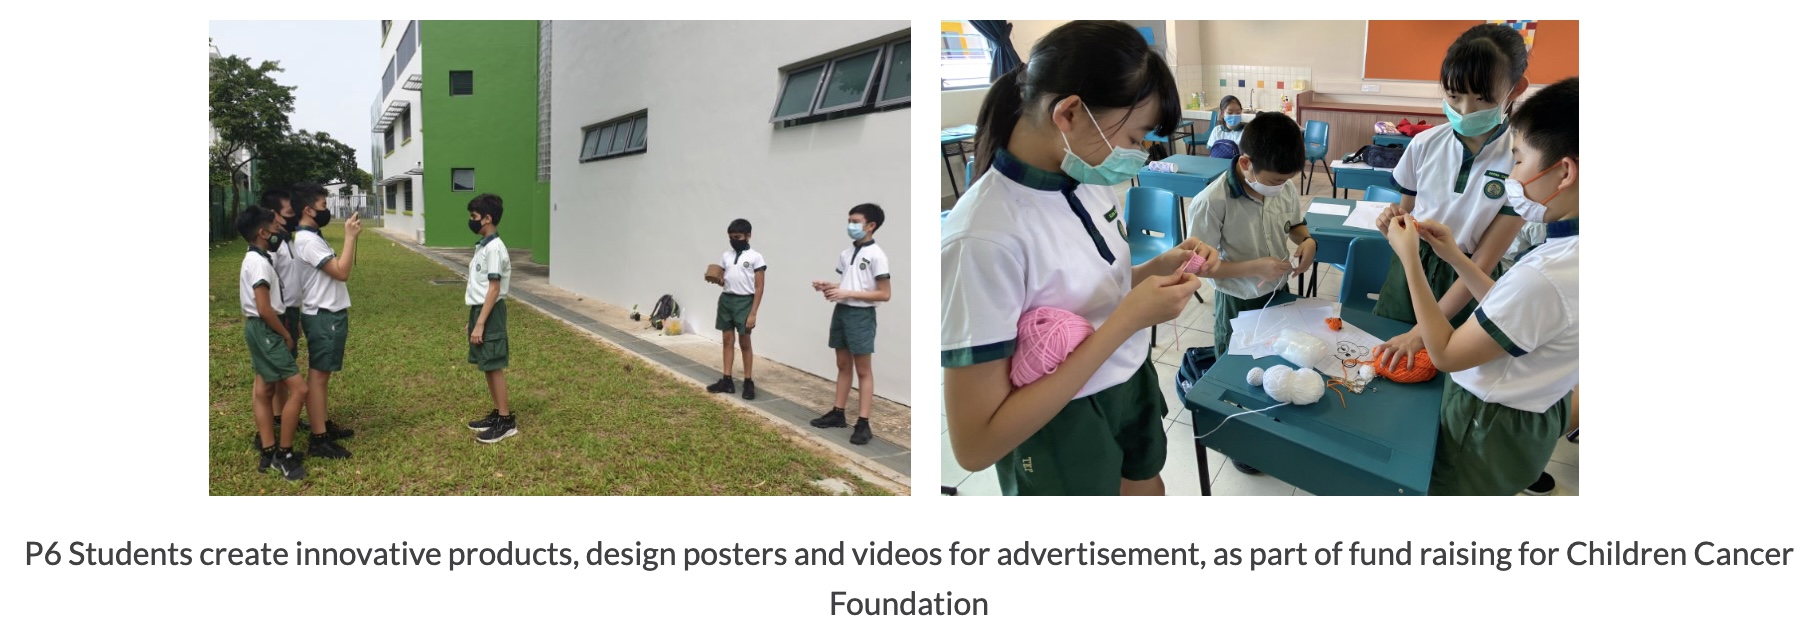 P6 Students create innovative products, design posters and videos for advertisement, as part of fund raising for Children Cancer
Foundation